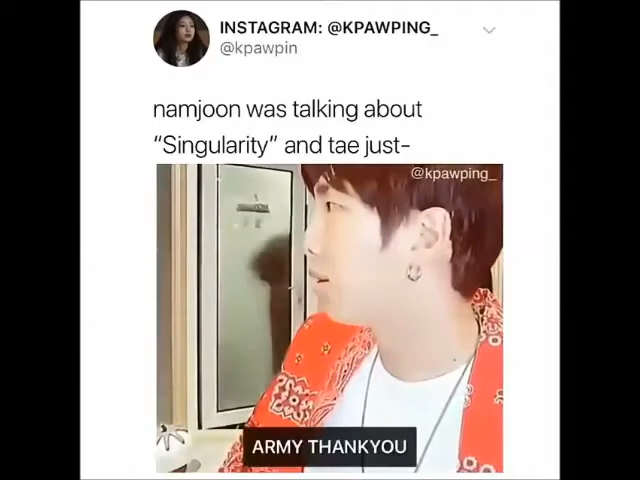 INSTAGRAM: @KPAWPING_
@kpawpin
namjoon was talking about
“Singularity” and tae just-
@kpawping_
ARMY THANKYOU